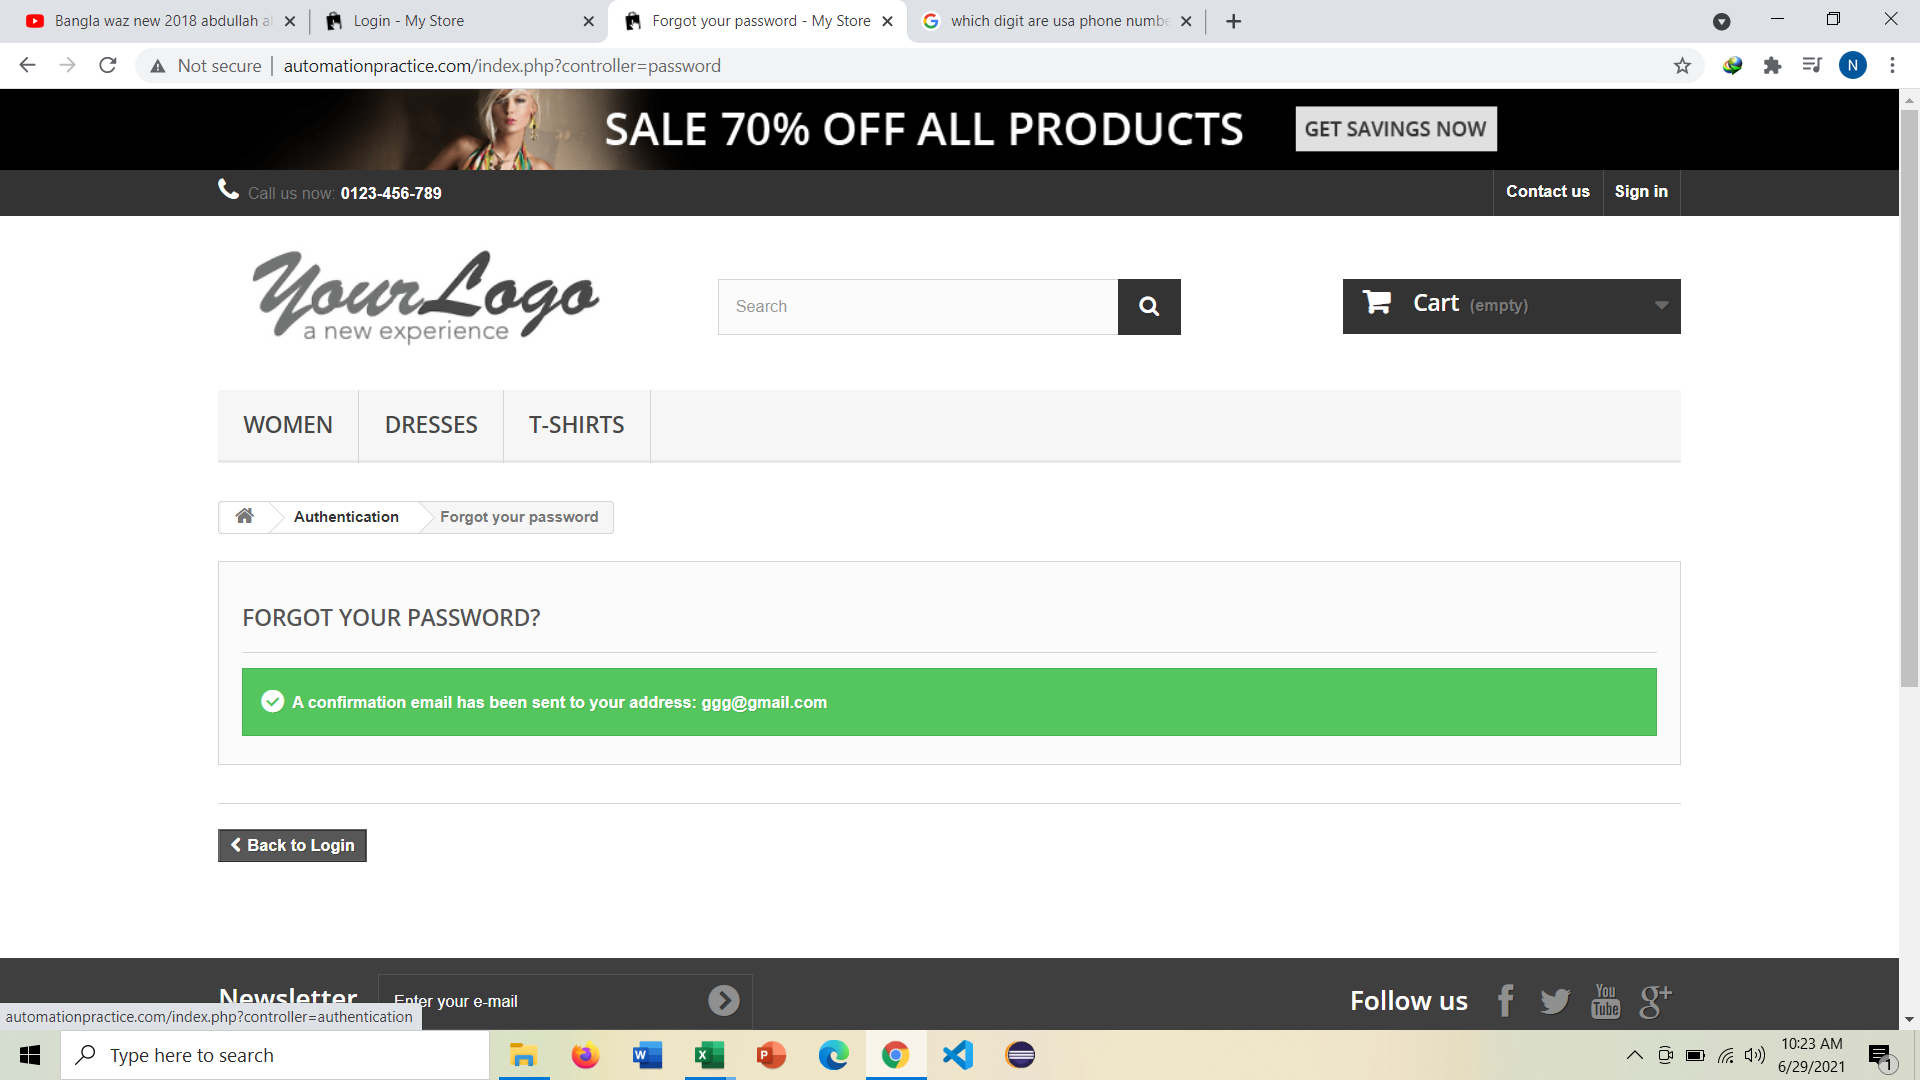 Bangla waz new 2018 abdullah al
Login - My Store
Forgot your password - My Store
which digit are usa phone numbe
Not secure
automationpractice.com/index.php?controller=password
N
SALE 70% OFF ALL PRODUCTS
GET SAVINGS NOW
Call us now: 0123-456-789
Contact us
Sign in
Your Logo
a new experience
Search
Cart (empty)
WOMEN
DRESSES
T-SHIRTS
Authentication
Forgot your password
FORGOT YOUR PASSWORD?
A confirmation email has been sent to your address: ggg@gmail.com
Back to Login
Newsletter
Enter your e-mail
Follow us
You
Tube
g+
automationpractice.com/index.php?controller=authentication
Type here to search
W
X
P
10:23 AM
6/29/2021
1